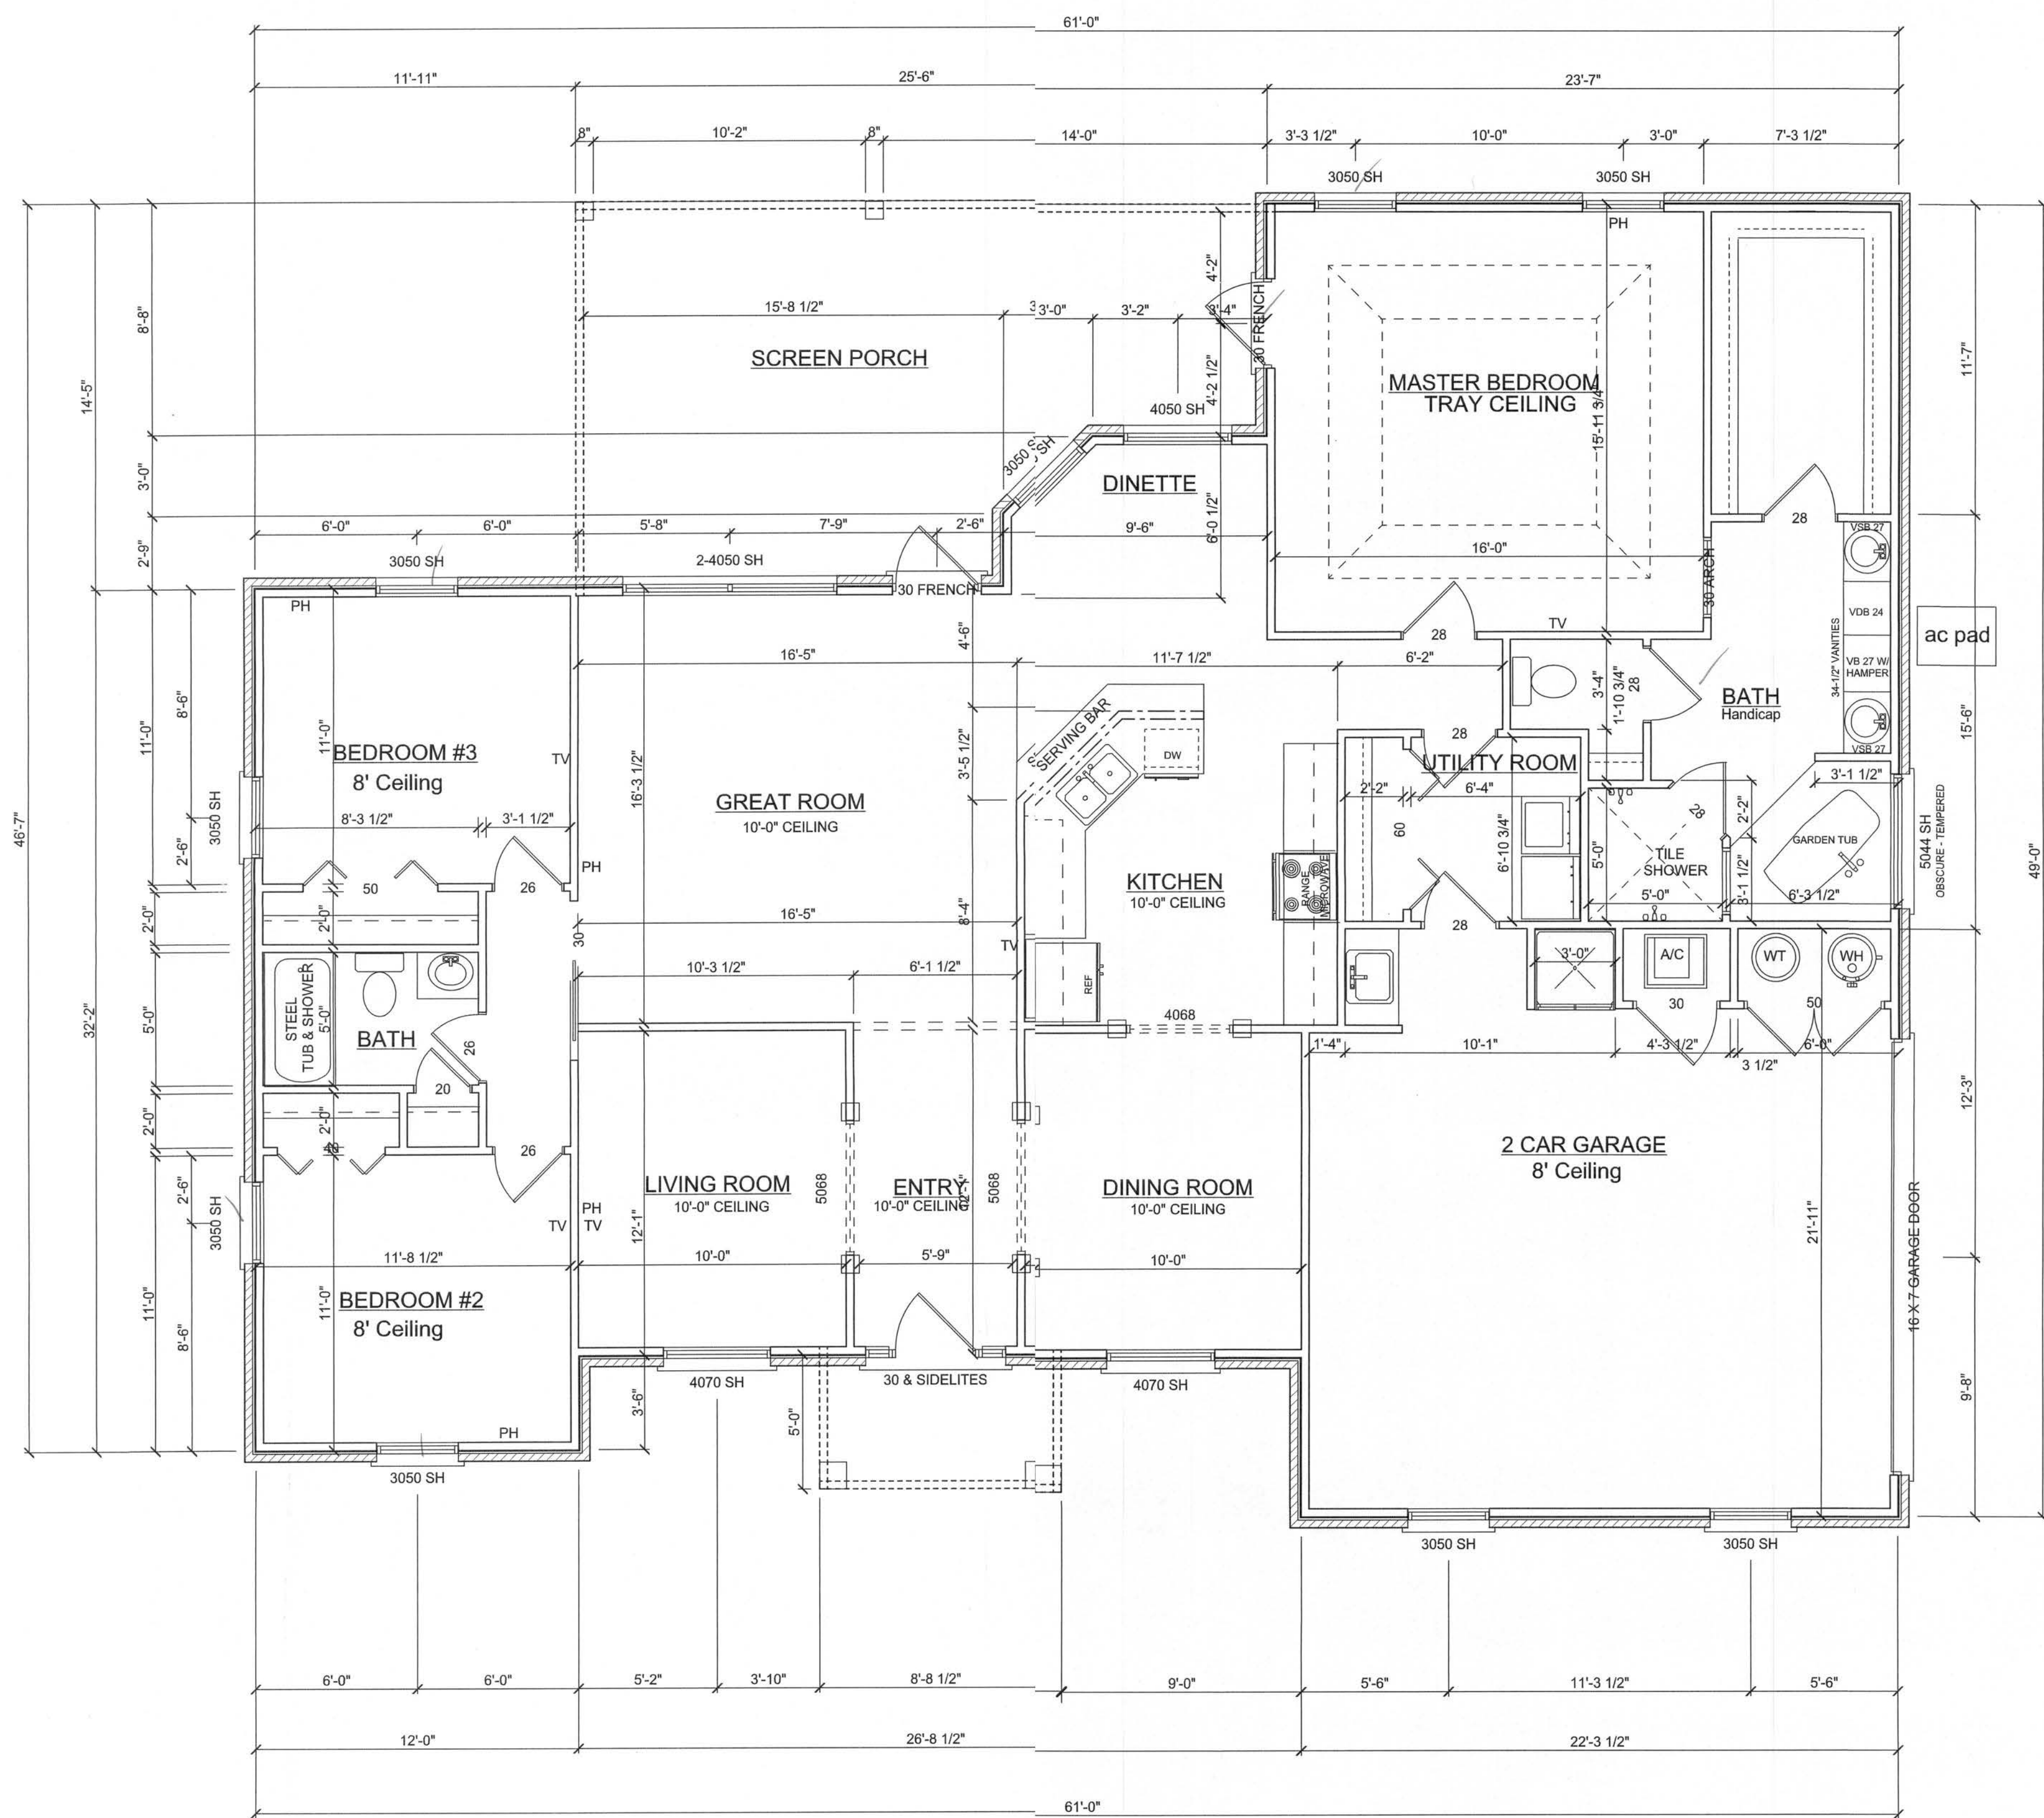 61'-0"
11'-11"
25'-6"
23'-7"
8"
10'-2"
8"
14'-0"
3'-3 1/2"
10'-0"
3'-0"
7'-3 1/2"
3050 SH
3050 SH
PH
4'-2"
8'-8"
15'-8 1/2"
3'-0"
3'-2"
3'-4"
30 FRENCH
11'-7"
SCREEN PORCH
4'-2 1/2"
14'-5"
MASTER BEDROOM
TRAY CEILING
15'-11 3/4"
4050 SH
3050 SH
3'-0"
DINETTE
6'-0 1/2"
28
VSB 27
6'-0"
6'-0"
5'-8"
7'-9"
2'-6"
9'-6"
16'-0"
2'-9"
3050 SH
2-4050 SH
30 FRENCH
30 ARCH
PH
VDB 24
TV
28
4'-6"
ac pad
16'-5"
11'-7 1/2"
6'-2"
34-1/2" VANITIES
VB 27 W/
HAMPER
3'-4"
1'-10 3/4"
28
BATH
Handicap
8'-6"
11'-0"
11'-0"
SERVING BAR
DW
28
VSB 27
15'-6"
BEDROOM #3
8' Ceiling
TV
16'-3 1/2"
3'-5 1/2"
UTILITY ROOM
2'-2"
6'-4"
3'-1 1/2"
GREAT ROOM
10'-0" CEILING
3050 SH
8'-3 1/2"
3'-1 1/2"
46'-7"
2'-6"
60
6'-10 3/4"
28
2'-2"
GARDEN TUB
5044 SH
OBSCURE - TEMPERED
49'-0"
5'-0"
TILE
SHOWER
PH
KITCHEN
10'-0" CEILING
RANGE
MICROWAVE
50
26
5'-0"
3'-1 1/2"
6'-3 1/2"
2'-0"
2'-0"
16'-5"
8'-4"
28
30
TV
10'-3 1/2"
6'-1 1/2"
REF
3'-0"
A/C
WT
WH
STEEL
TUB & SHOWER
5'-0"
5'-0"
BATH
26
4068
30
50
32'-2"
1'-4"
10'-1"
4'-3 1/2"
3 1/2"
6'-0"
20
12'-3"
2'-0"
2'-0"
26
2 CAR GARAGE
8' Ceiling
2'-6"
3050 SH
LIVING ROOM
10'-0" CEILING
5068
ENTRY
10'-0" CEILING
5068
DINING ROOM
10'-0" CEILING
PH
TV
TV
12'-1"
21'-11"
16 X 7 GARAGE DOOR
11'-8 1/2"
10'-0"
5'-9"
10'-0"
11'-0"
11'-0"
BEDROOM #2
8' Ceiling
8'-6"
4070 SH
30 & SIDELITES
4070 SH
3'-6"
5'-0"
9'-8"
PH
3050 SH
3050 SH
3050 SH
6'-0"
6'-0"
5'-2"
3'-10"
8'-8 1/2"
9'-0"
5'-6"
11'-3 1/2"
5'-6"
12'-0"
26'-8 1/2"
22'-3 1/2"
61'-0"